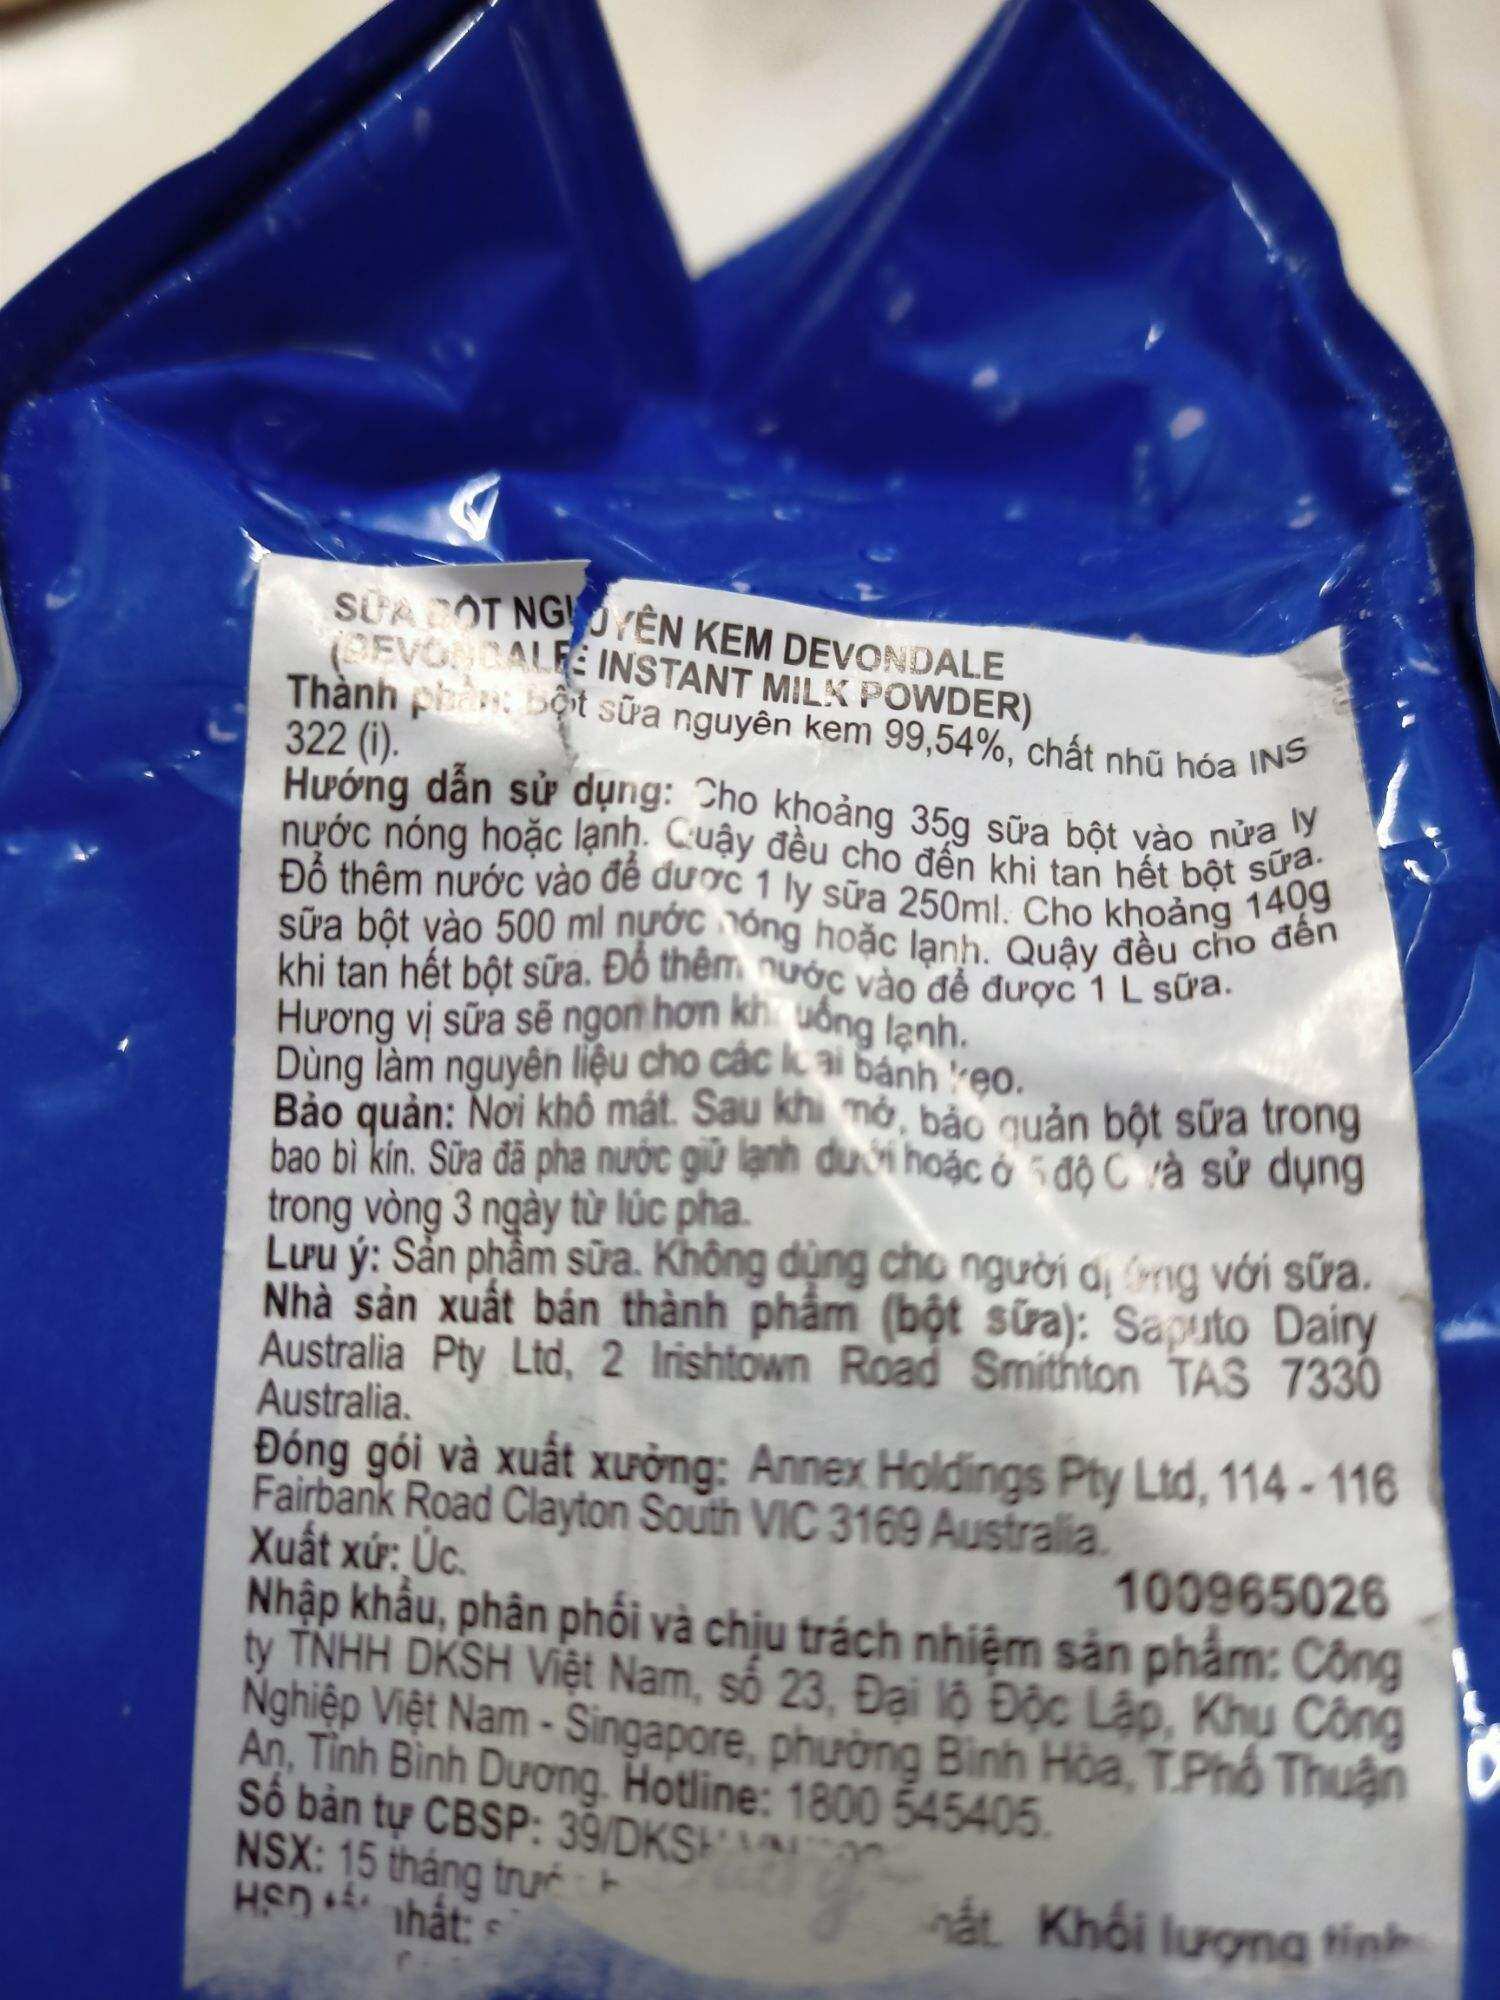 SỮA BỘT NGUYÊN KEM DEVONDALE
(DEVONDALE INSTANT MILK POWDER)
Thành phần: Bột sữa nguyên kem 99,54%, chất nhũ hóa INS
322 (i).
Hướng dẫn sử dụng: Cho khoảng 35g sữa bột vào nửa ly
nước nóng hoặc lạnh. Quậy đều cho đến khi tan hết bột sữa.
Đổ thêm nước vào để được 1 ly sữa 250ml. Cho khoảng 140g
sữa bột vào 500 ml nước nóng hoặc lạnh. Quậy đều cho đến
khi tan hết bột sữa. Đổ thêm nước vào để được 1 L sữa.
Hương vị sữa sẽ ngon hơn khi uống lạnh.
Dùng làm nguyên liệu cho các loại bánh kẹo.
Bảo quản: Nơi khô mát. Sau khi mở, bảo quản bột sữa trong
bao bì kín. Sữa đã pha nước giữ lạnh dưới hoặc ở 5 độ C và sử dụng
trong vòng 3 ngày từ lúc pha.
Lưu ý: Sản phẩm sữa. Không dùng cho người dị ứng với sữa.
Nhà sản xuất bán thành phẩm (bột sữa): Saputo Dairy
Australia Pty Ltd, 2 Irishtown Road Smithton TAS 7330
Australia.
Đóng gói và xuất xưởng: Annex Holdings Pty Ltd, 114 - 116
Fairbank Road Clayton South VIC 3169 Australia.
Xuất xứ: Úc.
100965026
Nhập khẩu, phân phối và chịu trách nhiệm sản phẩm: Công
ty TNHH DKSH Việt Nam, số 23, Đại lộ Độc Lập, Khu Công
Nghiệp Việt Nam - Singapore, phường Bình Hòa, T.Phố Thuận
An, Tỉnh Bình Dương. Hotline: 1800 545405.
Số bản tự CBSP: 39/DKSH
NSX: 15 tháng trước
HSD Khối lượng tịnh